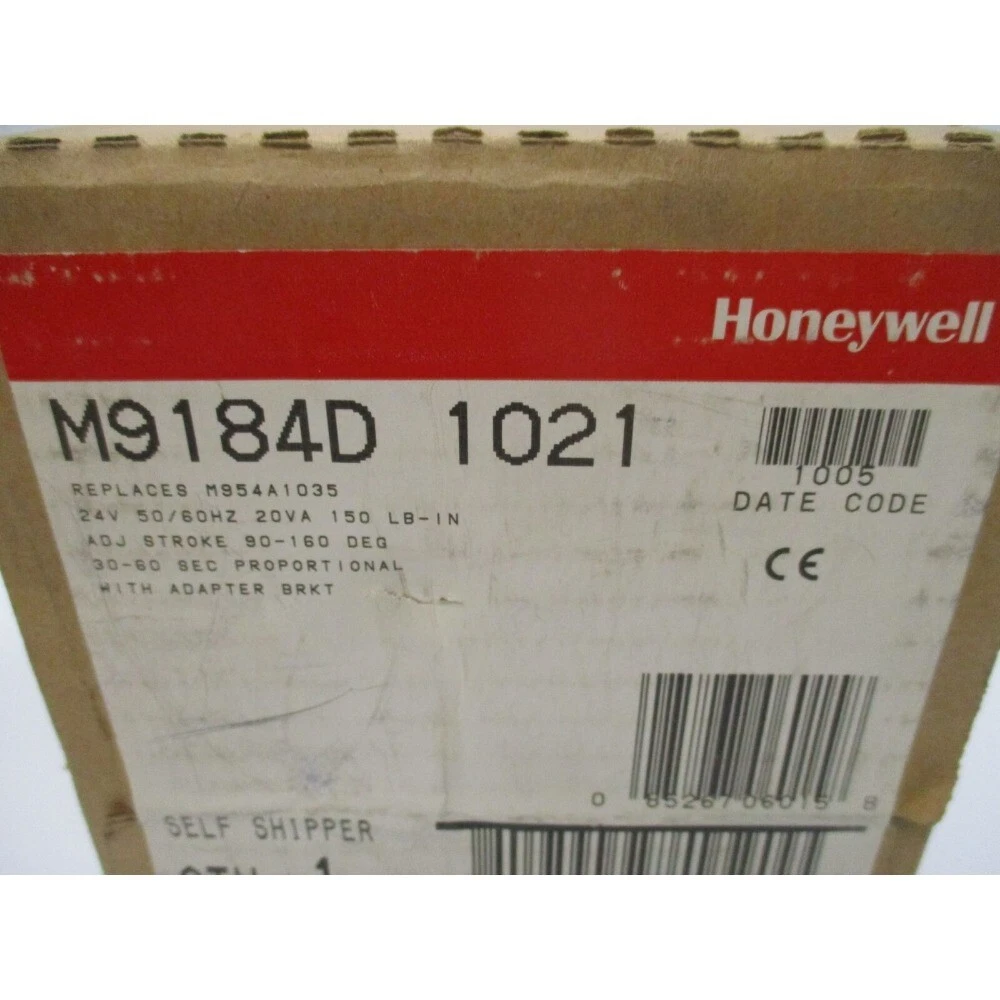 Honeywell
M9184D 1021
REPLACES M954A1035
24V 50/60HZ 20VA 150 LB-IN
ADJ STROKE 90-160 DEG
30-60 SEC PROPORTIONAL
WITH ADAPTER BRKT
1005
DATE CODE
CE
0 85267 06015 8
SELF SHIPPER
QTY 1